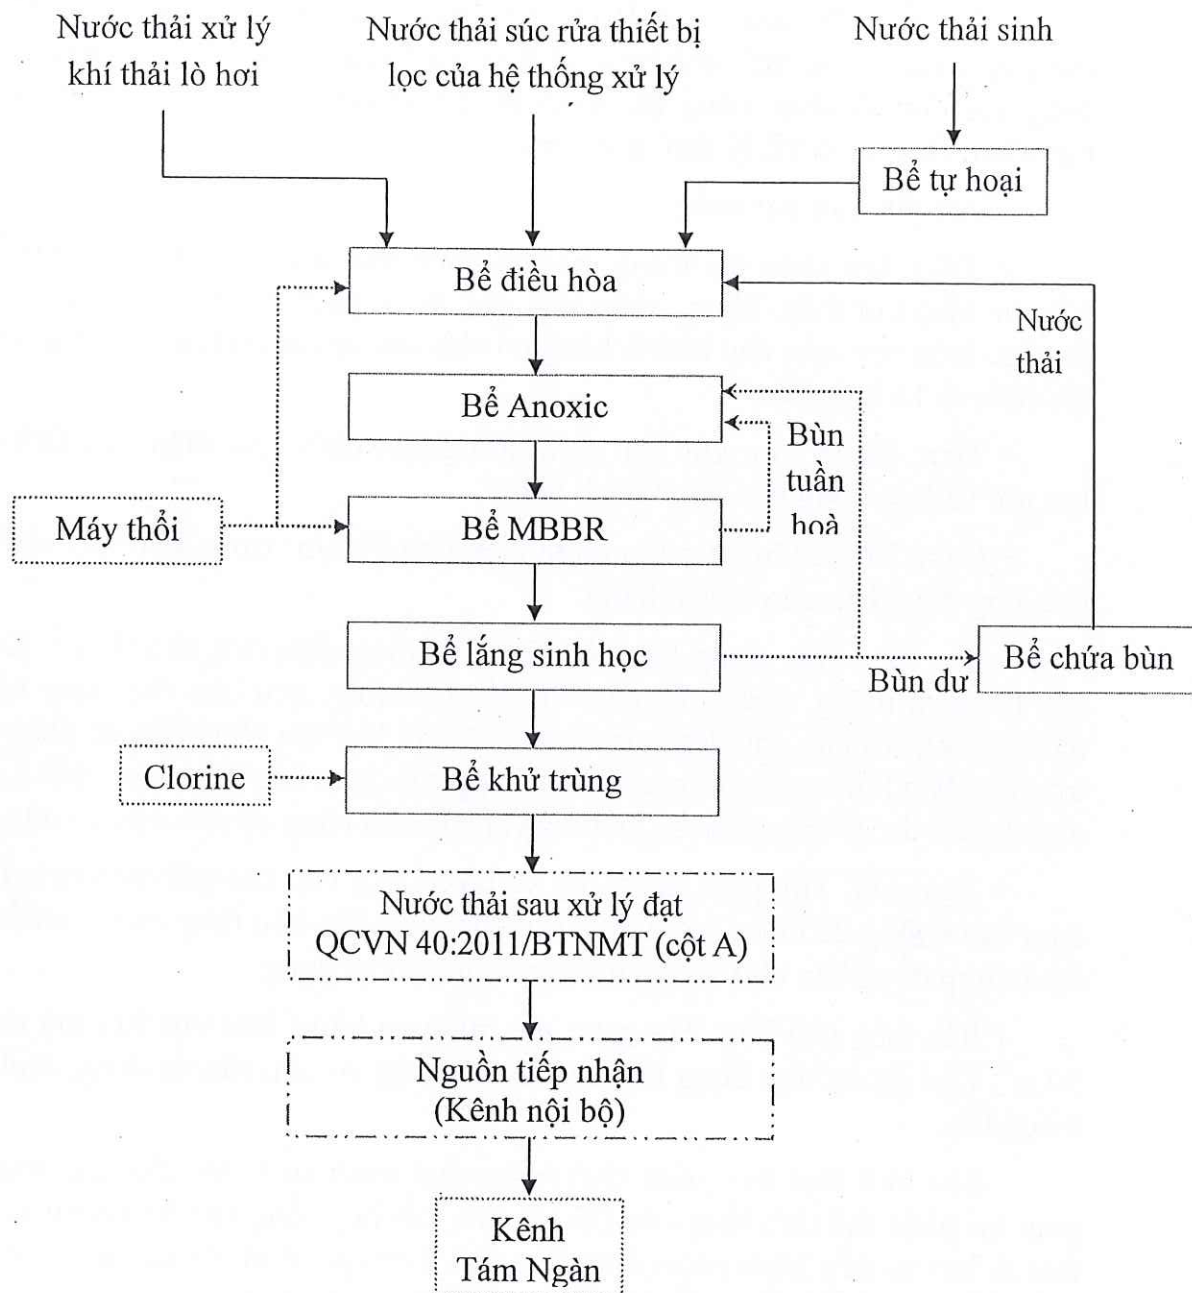 Nước thải xử lý
khí thải lò hơi
Nước thải súc rửa thiết bị
lọc của hệ thống xử lý
Nước thải sinh
Bể tự hoại
Bể điều hòa
Nước
thải
Bể Anoxic
Bùn
tuần
hoà
Máy thổi
Bể MBBR
Bể lắng sinh học
Bùn dư
Bể chứa bùn
Clorine
Bể khử trùng
Nước thải sau xử lý đạt
QCVN 40:2011/BTNMT (cột A)
Nguồn tiếp nhận
(Kênh nội bộ)
Kênh
Tám Ngàn